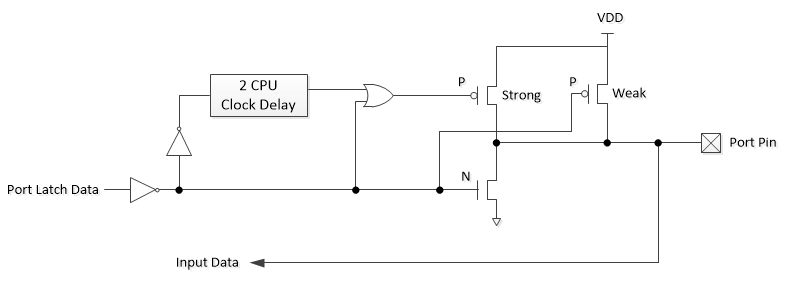 VDD
2 CPU
Clock Delay
P
Strong
P
Weak
Port Pin
N
Port Latch Data
Input Data